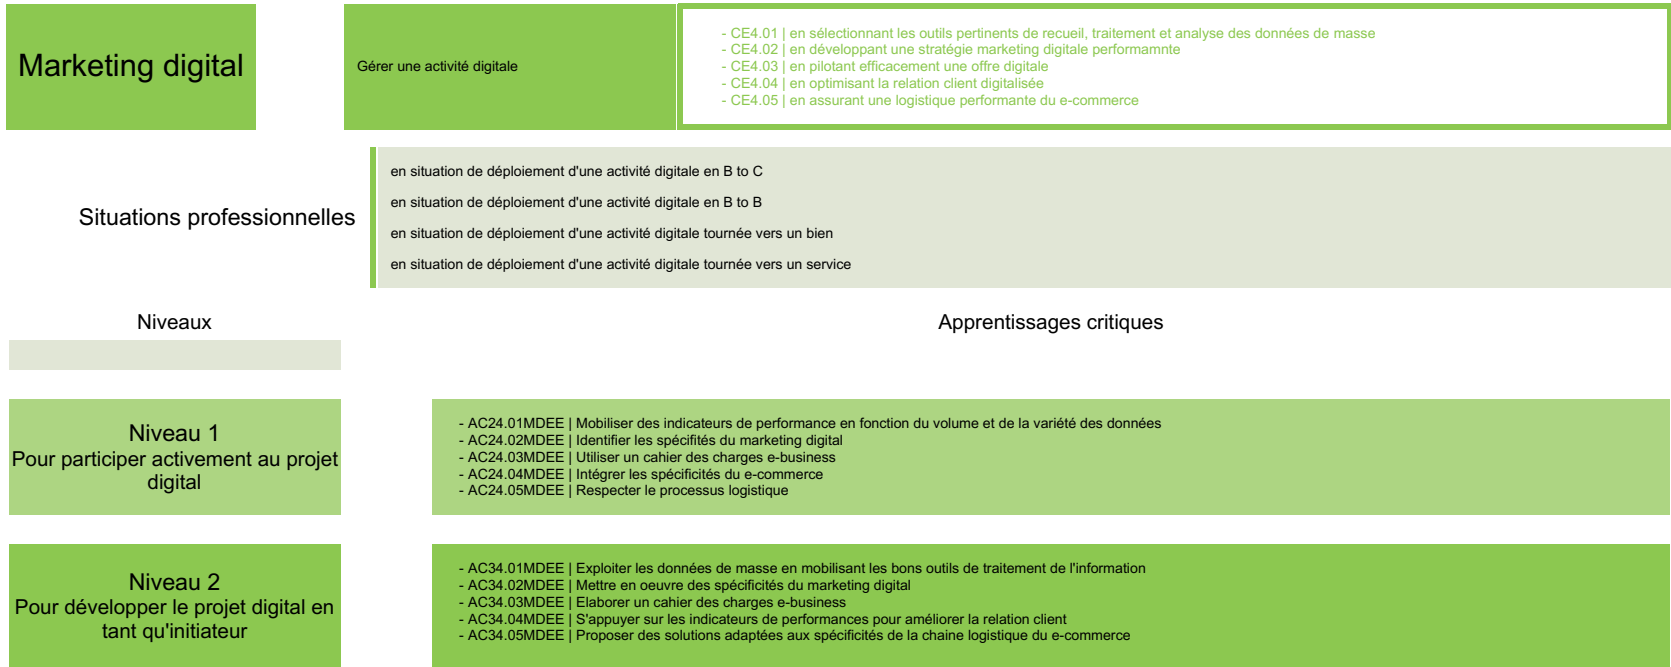 Marketing digital
Gérer une activité digitale
- CE4.01 | en sélectionnant les outils pertinents de recueil, traitement et analyse des données de masse
- CE4.02 | en développant une stratégie marketing digitale performamnte
- CE4.03 | en pilotant efficacement une offre digitale
- CE4.04 | en optimisant la relation client digitalisée
- CE4.05 | en assurant une logistique performante du e-commerce
Situations professionnelles
en situation de déploiement d'une activité digitale en B to C
en situation de déploiement d'une activité digitale en B to B
en situation de déploiement d'une activité digitale tournée vers un bien
en situation de déploiement d'une activité digitale tournée vers un service
Niveaux
Apprentissages critiques
Niveau 1
Pour participer activement au projet
digital
- AC24.01MDEE | Mobiliser des indicateurs de performance en fonction du volume et de la variété des données
- AC24.02MDEE | Identifier les spécifités du marketing digital
- AC24.03MDEE | Utiliser un cahier des charges e-business
- AC24.04MDEE | Intégrer les spécificités du e-commerce
- AC24.05MDEE | Respecter le processus logistique
Niveau 2
Pour développer le projet digital en
tant qu'initiateur
- AC34.01MDEE | Exploiter les données de masse en mobilisant les bons outils de traitement de l'information
- AC34.02MDEE | Mettre en oeuvre des spécificités du marketing digital
- AC34.03MDEE | Elaborer un cahier des charges e-business
- AC34.04MDEE | S'appuyer sur les indicateurs de performances pour améliorer la relation client
- AC34.05MDEE | Proposer des solutions adaptées aux spécificités de la chaine logistique du e-commerce